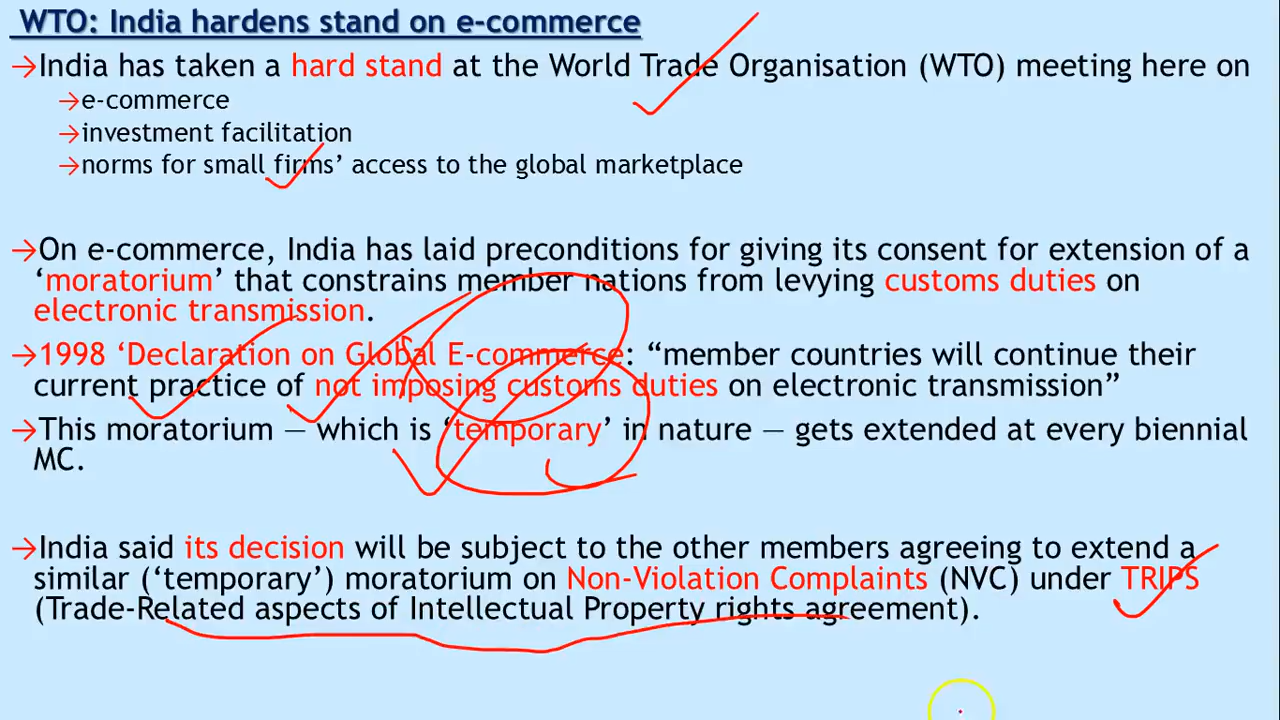 WTO: India hardens stand on e-commerce
→India has taken a hard stand at the World Trade Organisation (WTO) meeting here on
→e-commerce
→investment facilitation
→norms for small firms’ access to the global marketplace
→On e-commerce, India has laid preconditions for giving its consent for extension of a
‘moratorium’ that constrains member nations from levying customs duties on
electronic transmission.
→1998 ‘Declaration on Global E-commerce: “member countries will continue their
current practice of not imposing customs duties on electronic transmission”
→This moratorium — which is ‘temporary’ in nature — gets extended at every biennial
MC.
→India said its decision will be subject to the other members agreeing to extend a
similar (‘temporary’) moratorium on Non-Violation Complaints (NVC) under TRIPS
(Trade-Related aspects of Intellectual Property rights agreement).